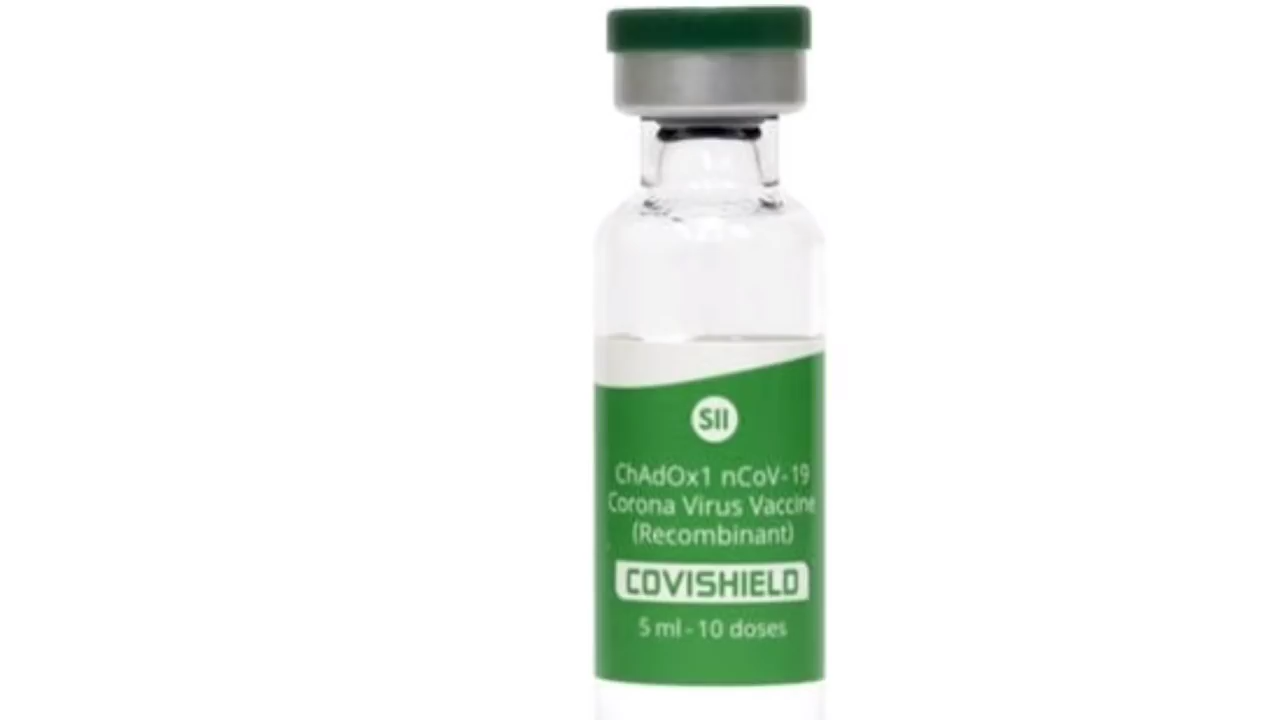 SII
ChAdOx1 nCoV-19
Corona Virus Vaccine
(Recombinant)
COVISHIELD
5 ml - 10 doses